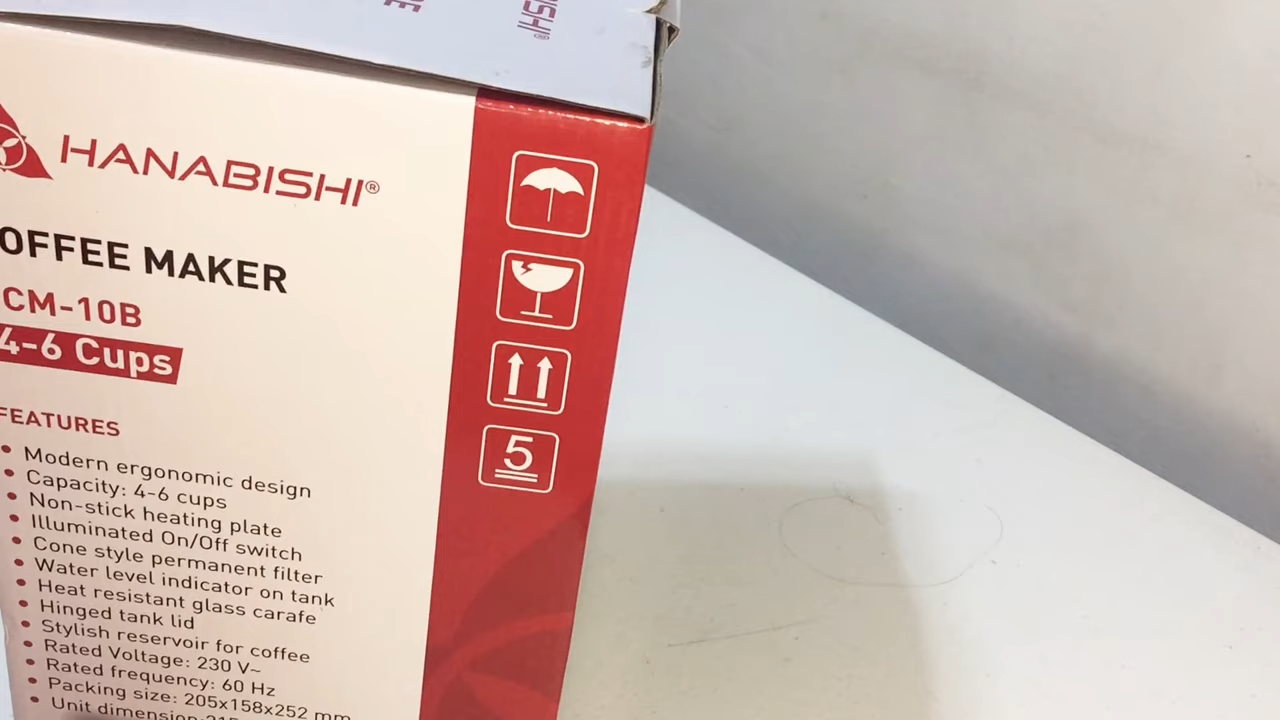 HANABISHI®
OFFEE MAKER
CM-10B
4-6 Cups
FEATURES
• Modern ergonomic design
• Capacity: 4-6 cups
• Non-stick heating plate
• Illuminated On/Off switch
• Cone style permanent filter
• Water level indicator on tank
• Heat resistant glass carafe
• Hinged tank lid
• Stylish reservoir for coffee
• Rated Voltage: 230 V~
• Rated frequency: 60 Hz
• Packing size: 205x158x252 mm
• Unit dimension:
5